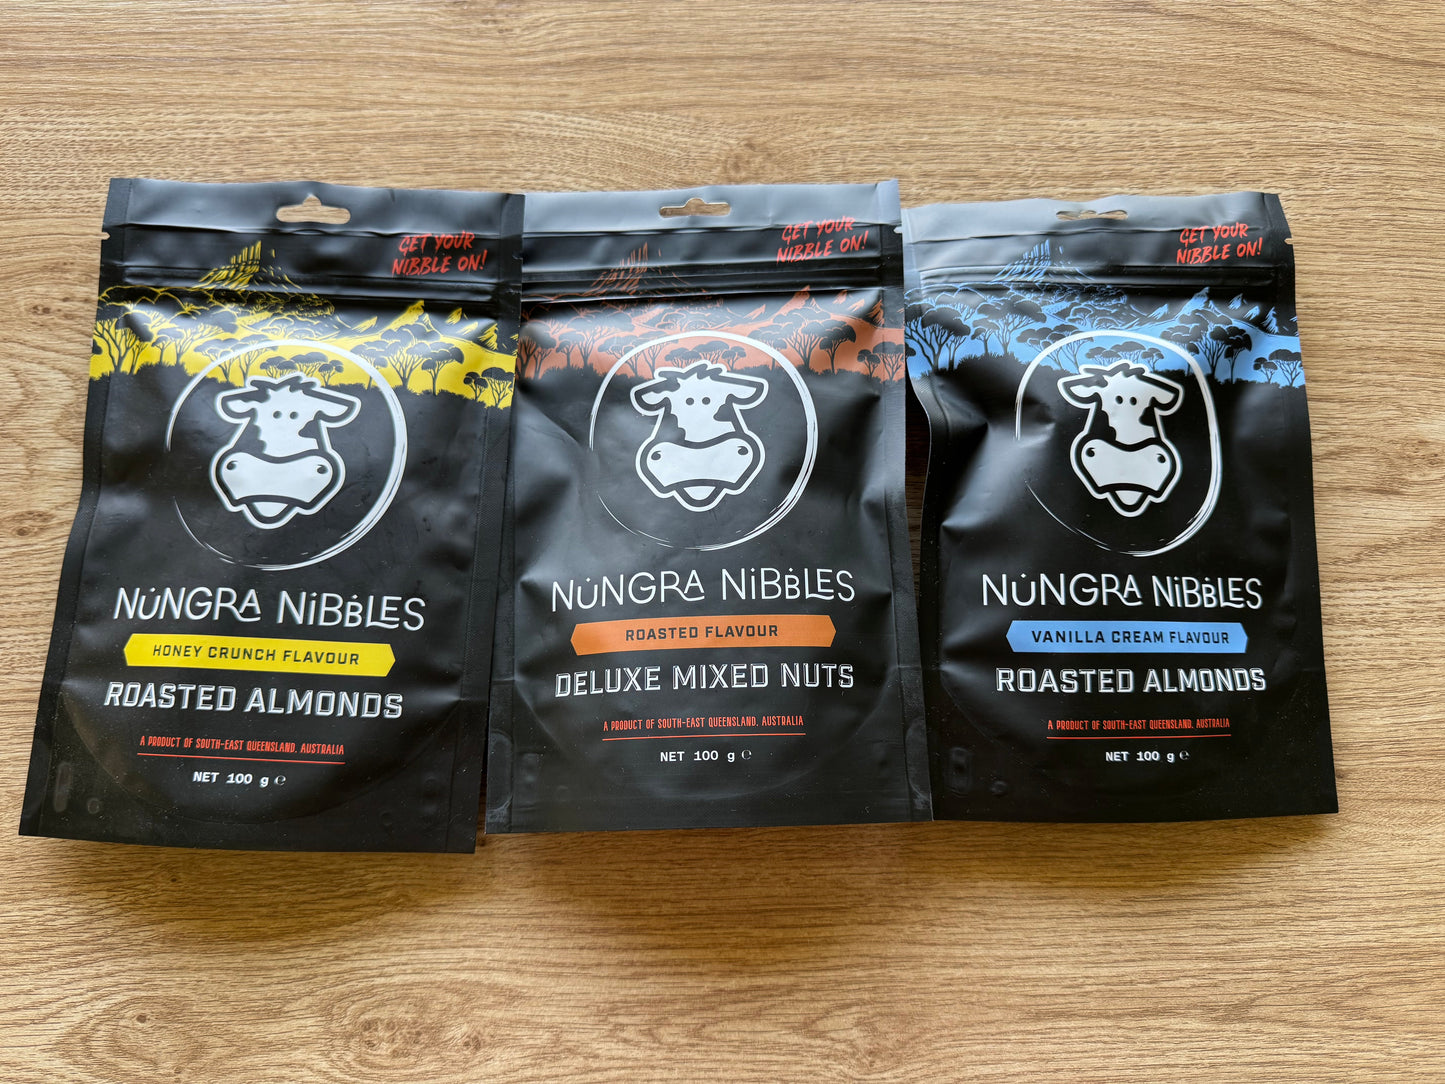 GET YOUR
NIBBLE ON!
NUNGRA NIBBLES
HONEY CRUNCH FLAVOUR
ROASTED ALMONDS
A PRODUCT OF SOUTH-EAST QUEENSLAND, AUSTRALIA
NET 100 g ℮
GET YOUR
NIBBLE ON!
NUNGRA NIBBLES
ROASTED FLAVOUR
DELUXE MIXED NUTS
A PRODUCT OF SOUTH-EAST QUEENSLAND, AUSTRALIA
NET 100 g ℮
GET YOUR
NIBBLE ON!
NUNGRA NIBBLES
VANILLA CREAM FLAVOUR
ROASTED ALMONDS
A PRODUCT OF SOUTH-EAST QUEENSLAND, AUSTRALIA
NET 100 g ℮